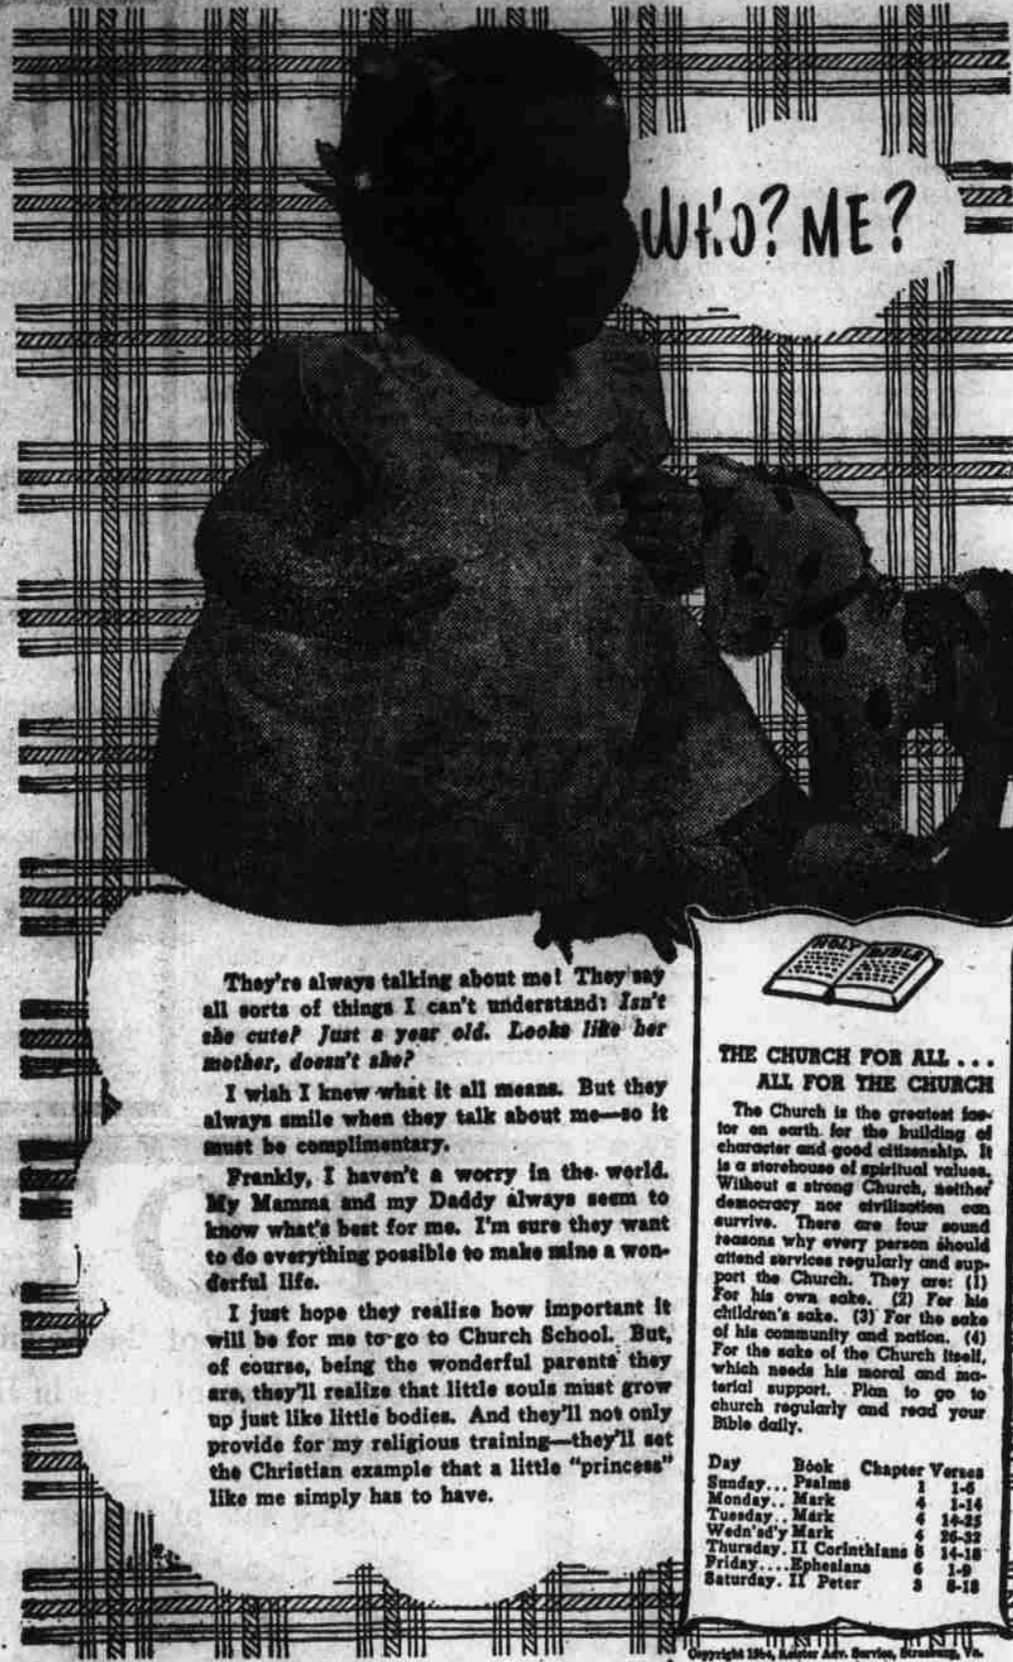 WHO? ME?
They're always talking about me! They say
all sorts of things I can't understand: Isn't
she cute? Just a year old. Looks like her
mother, doesn't she?
I wish I knew what it all means. But they
always smile when they talk about me—so it
must be complimentary.
Frankly, I haven't a worry in the world.
My Mamma and my Daddy always seem to
know what's best for me. I'm sure they want
to do everything possible to make mine a won-
derful life.
I just hope they realize how important it
will be for me to go to Church School. But,
of course, being the wonderful parents they
are, they'll realize that little souls must grow
up just like little bodies. And they'll not only
provide for my religious training—they'll set
the Christian example that a little "princess"
like me simply has to have.
HOLY BIBLE
THE CHURCH FOR ALL . . .
ALL FOR THE CHURCH
The Church is the greatest fac-
tor on earth for the building of
character and good citizenship. It
is a storehouse of spiritual values.
Without a strong Church, neither
democracy nor civilization can
survive. There are four sound
reasons why every person should
attend services regularly and sup-
port the Church. They are: (1)
For his own sake. (2) For his
children's sake. (3) For the sake
of his community and nation. (4)
For the sake of the Church itself,
which needs his moral and ma-
terial support. Plan to go to
church regularly and read your
Bible daily.
Day Book Chapter Verses
Sunday... Psalms 1 1-6
Monday.. Mark 4 1-14
Tuesday.. Mark 4 14-25
Wedn'sd'y Mark 4 26-32
Thursday. II Corinthians 6 14-18
Friday....Ephesians 6 1-9
Saturday. II Peter 3
Copyright 1954, Keister Adv. Service, Strasburg, Va.